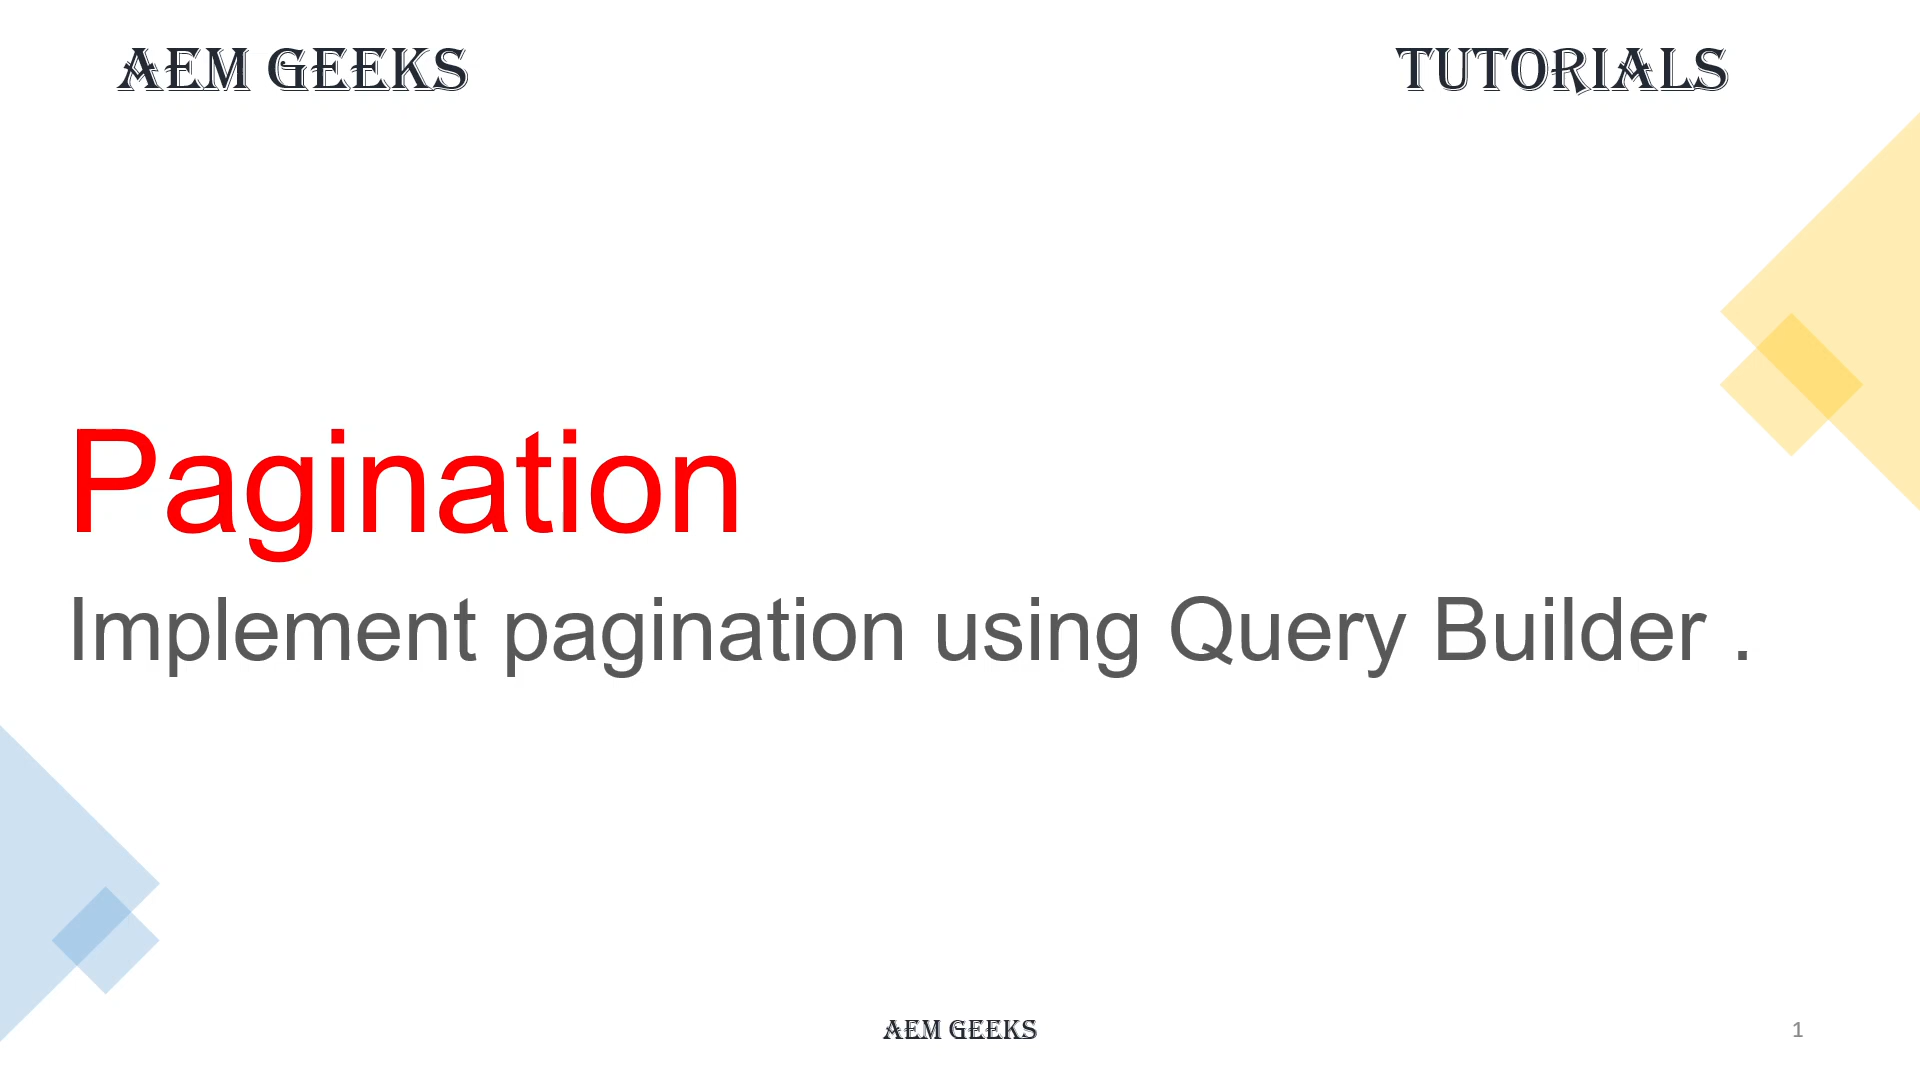 AEM GEEKS
TUTORIALS
Pagination
Implement pagination using Query Builder .
AEM GEEKS
1